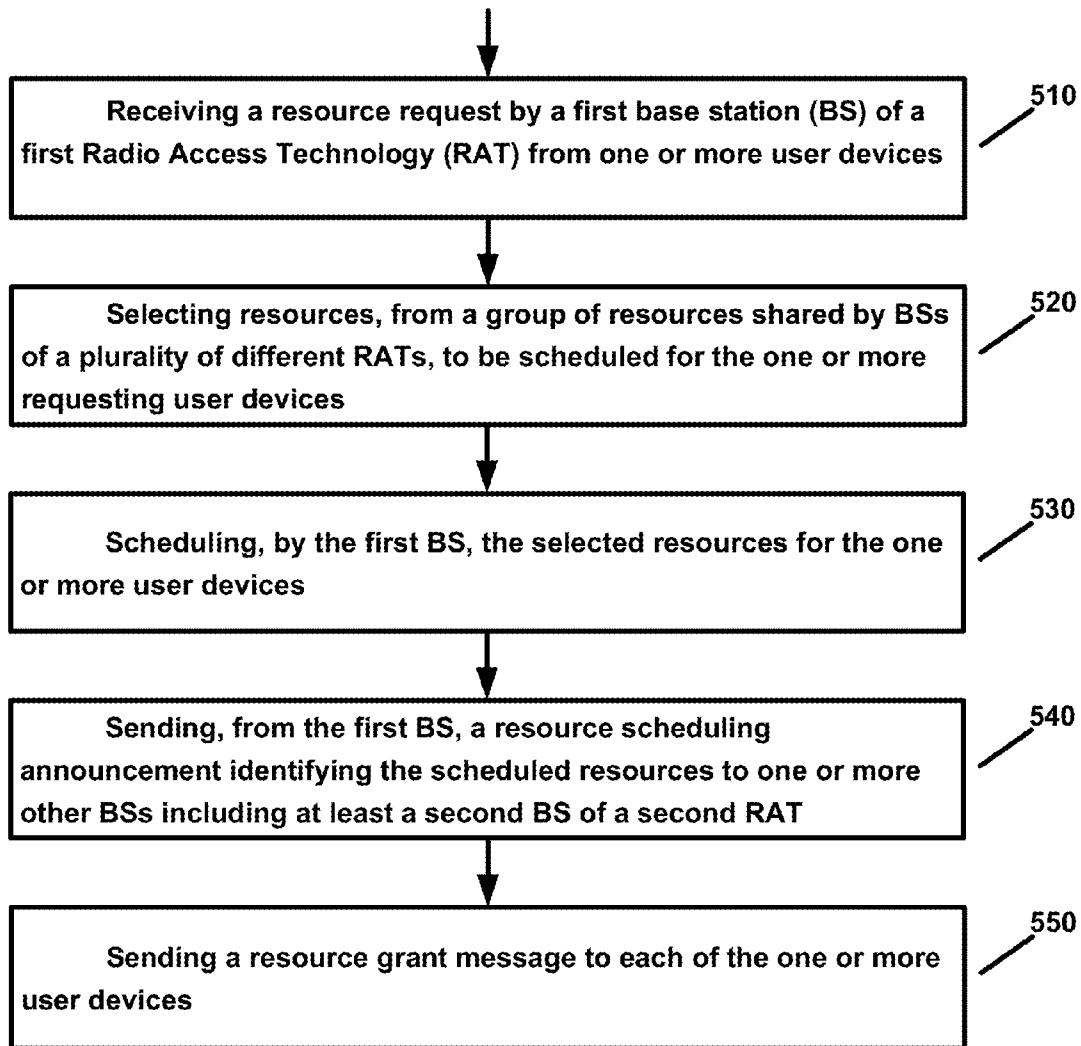 Receiving a resource request by a first base station (BS) of a
first Radio Access Technology (RAT) from one or more user devices
510
Selecting resources, from a group of resources shared by BSs
of a plurality of different RATs, to be scheduled for the one or more
requesting user devices
520
Scheduling, by the first BS, the selected resources for the one
or more user devices
530
Sending, from the first BS, a resource scheduling
announcement identifying the scheduled resources to one or more
other BSs including at least a second BS of a second RAT
540
Sending a resource grant message to each of the one or more
user devices
550